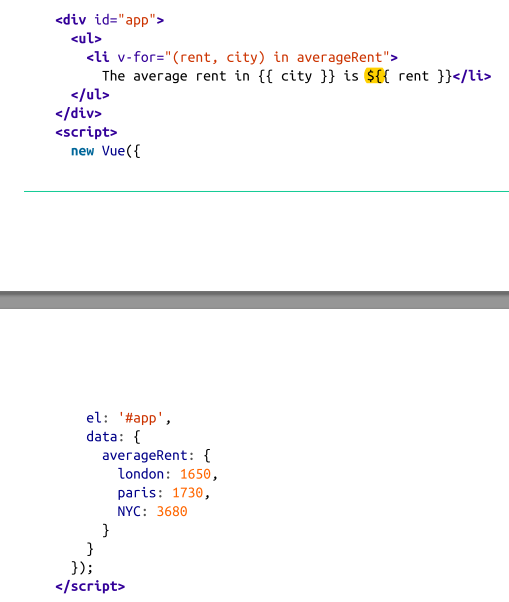 <div id="app">
<ul>
<li v-for="(rent, city) in averageRent">
The average rent in {{ city }} is ${{ rent }}</li>
</ul>
</div>
<script>
new Vue({
el: '#app',
data: {
averageRent: {
london: 1650,
paris: 1730,
NYC: 3680
}
}
});
</script>